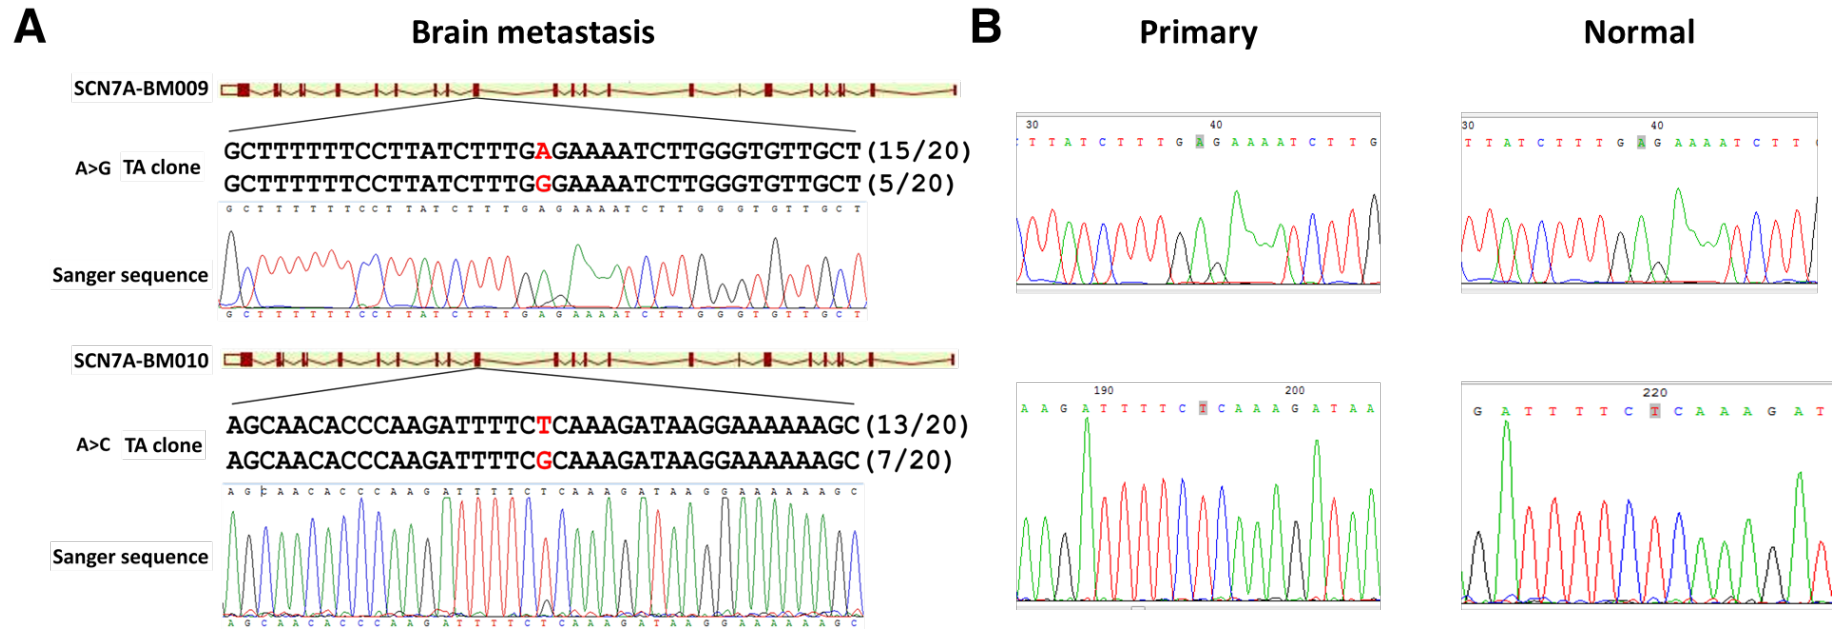 A
Brain metastasis
SCN7A-BM009
A>G TA clone
GCTTTTTTCCTTATCTTTGAGAAAATCTTGGGTGTTGCT(15/20)
GCTTTTTTCCTTATCTTTGGGAAAATCTTGGGTGTTGCT(5/20)
G C T T T T T T C C T T A T C T T T G A G A A A A T C T T G G G T G T T G C T
Sanger sequence
G C T T T T T T C C T T A T C T T T G A G A A A A T C T T G G G T G T T G C T
SCN7A-BM010
A>C TA clone
AGCAACACCCAAGATTTTCTCAAAGATAAGGAAAAAAGC(13/20)
AGCAACACCCAAGATTTTCGCAAAGATAAGGAAAAAAGC(7/20)
A G C A A C A C C C A A G A T T T T C T C A A A G A T A A G G A A A A A A G C
Sanger sequence
A G C A A C A C C C A A G A T T T T C T C A A A G A T A A G G A A A A A A G C
B
Primary
30 40
T T A T C T T T G A G A A A A T C T T G
190 200
A A G A T T T T C T C A A A G A T A A
Normal
30 40
T T A T C T T T G A G A A A A T C T T
220
G A T T T T C T C A A A G A T